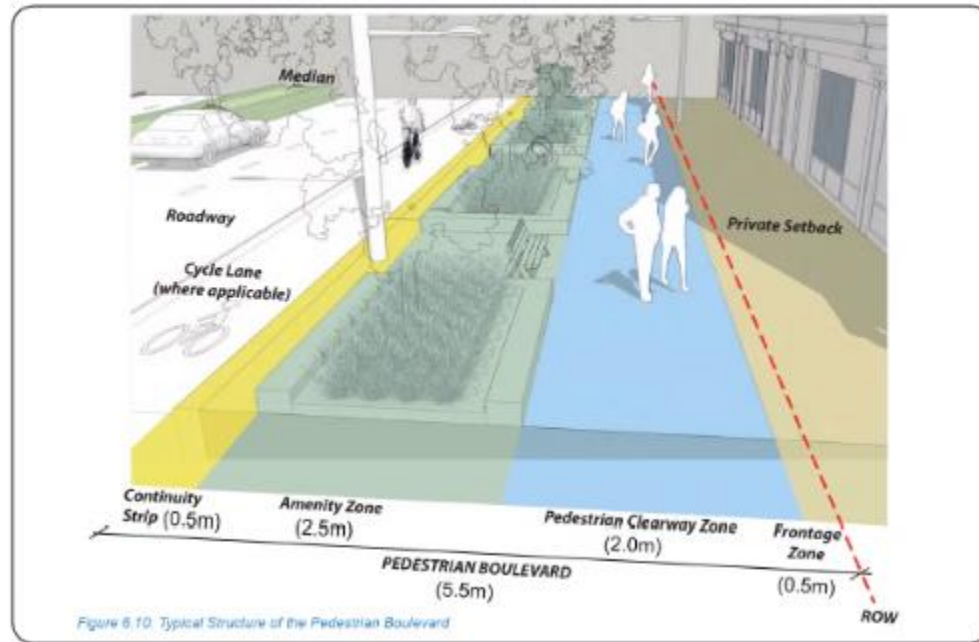 Median
Roadway
Private Setback
Cycle Lane
(where applicable)
Continuity
Strip (0.5m)
Amenity Zone
(2.5m)
Pedestrian Clearway Zone
(2.0m)
Frontage
Zone
(0.5m)
PEDESTRIAN BOULEVARD
(5.5m)
ROW
Figure 6.10. Typical Structure of the Pedestrian Boulevard